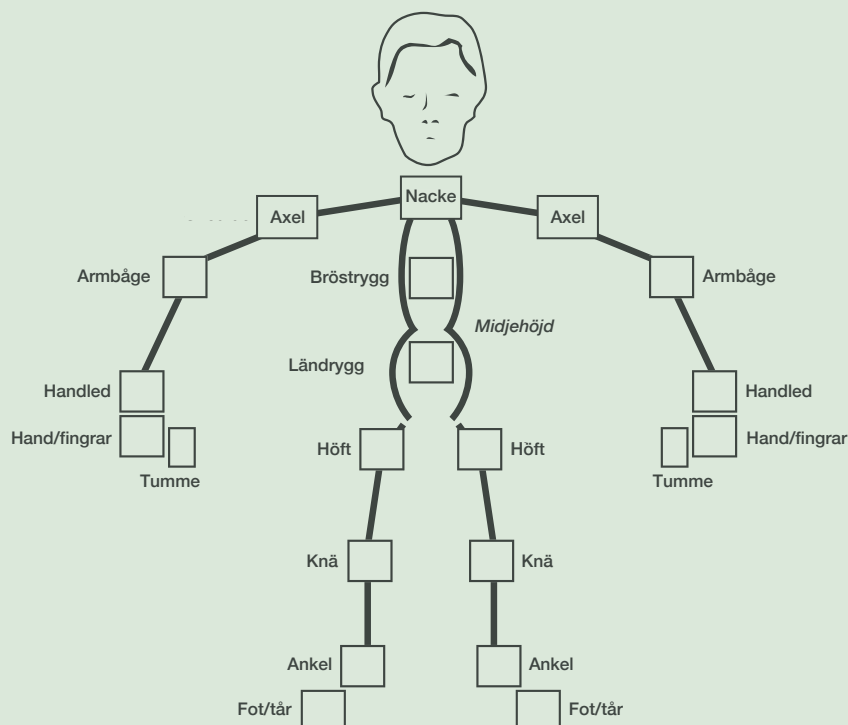 Nacke
Axel
Axel
Armbåge
Bröstrygg
Armbåge
Midjehöjd
Ländrygg
Handled
Handled
Hand/fingrar
Hand/fingrar
Höft
Höft
Tumme
Tumme
Knä
Knä
Ankel
Ankel
Fot/tår
Fot/tår